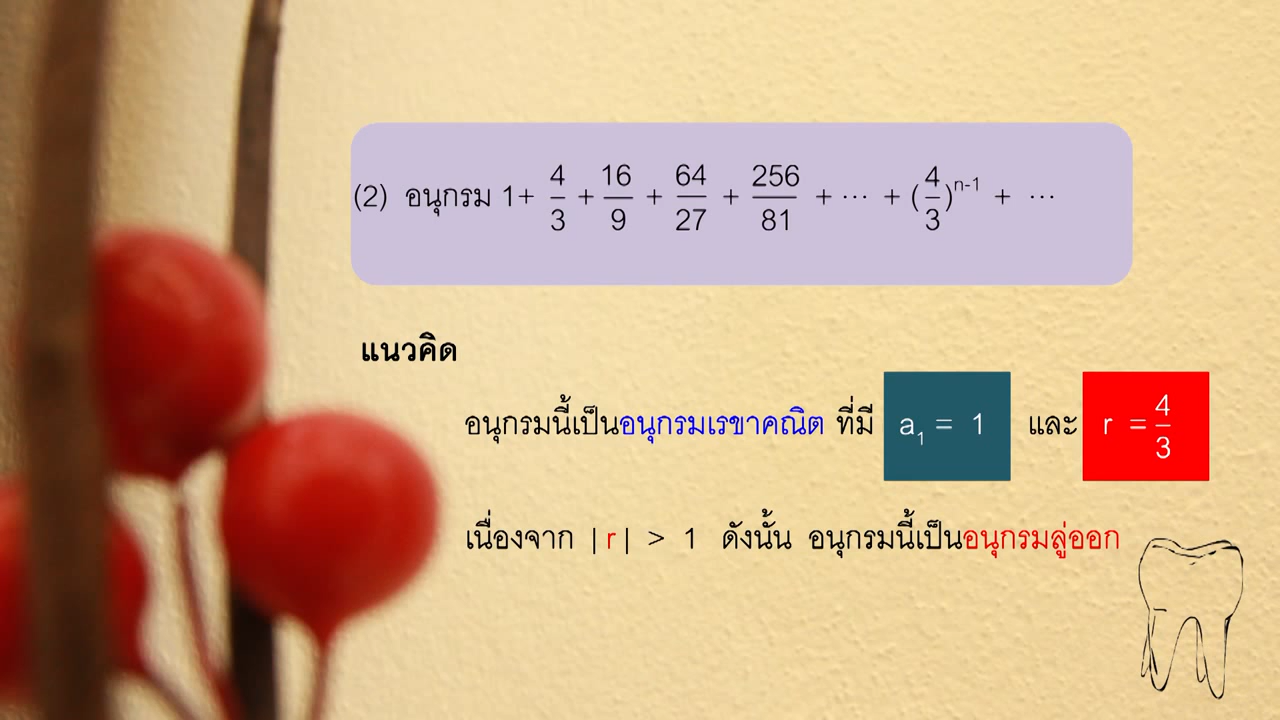 (2) อนุกรม 1+ 4/3 + 16/9 + 64/27 + 256/81 + ⋯ + (4/3)^{n-1} + ⋯
แนวคิด
อนุกรมนี้เป็นอนุกรมเรขาคณิต ที่มี a₁ = 1 และ r = 4/3
เนื่องจาก |r| > 1 ดังนั้น อนุกรมนี้เป็นอนุกรมลู่ออก